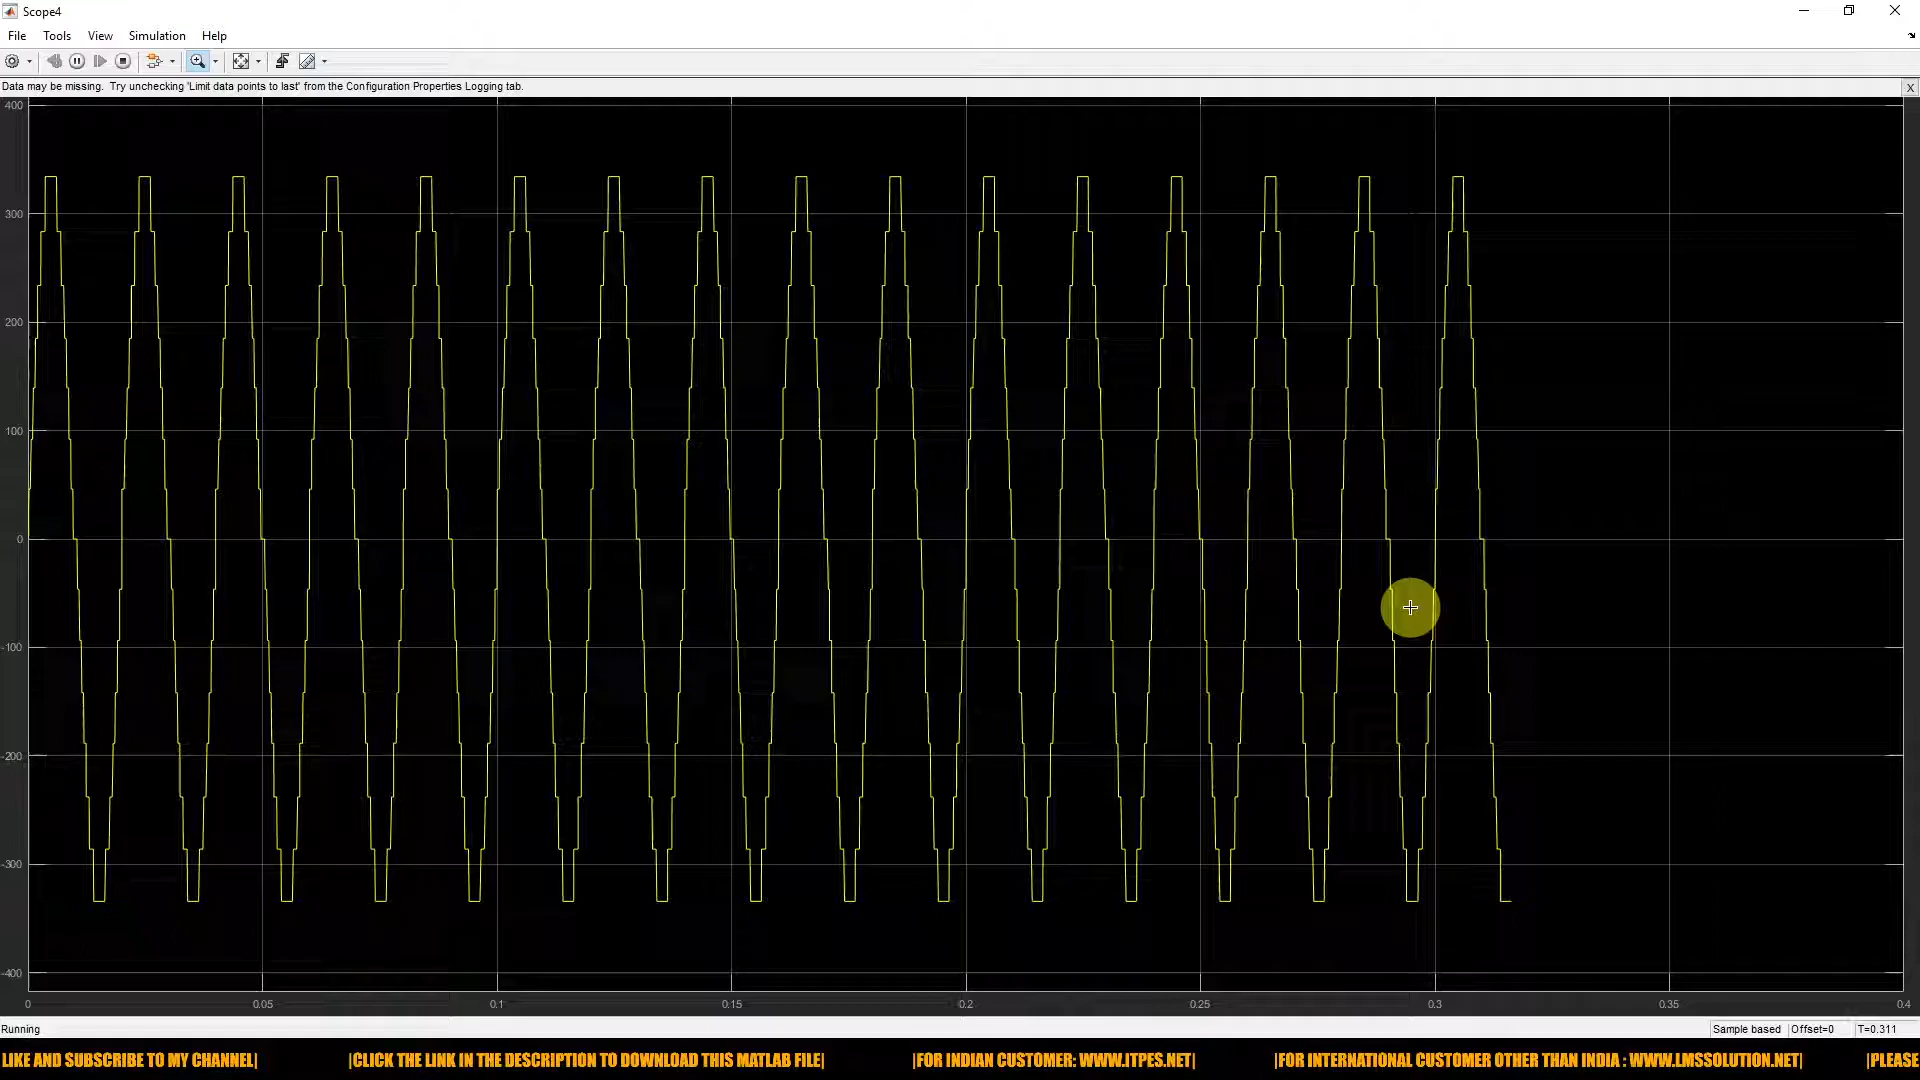 Scope4
File Tools View Simulation Help
Data may be missing. Try unchecking 'Limit data points to last' from the Configuration Properties Logging tab.
X
400
300
200
100
0
-100
-200
-300
-400
0 0.05 0.1 0.15 0.2 0.25 0.3 0.35 0.4
Running
Sample based Offset=0 T=0.311
LIKE AND SUBSCRIBE TO MY CHANNEL| |CLICK THE LINK IN THE DESCRIPTION TO DOWNLOAD THIS MATLAB FILE| |FOR INDIAN CUSTOMER: WWW.ITPES.NET| |FOR INTERNATIONAL CUSTOMER OTHER THAN INDIA : WWW.LMSSOLUTION.NET| |PLEASE